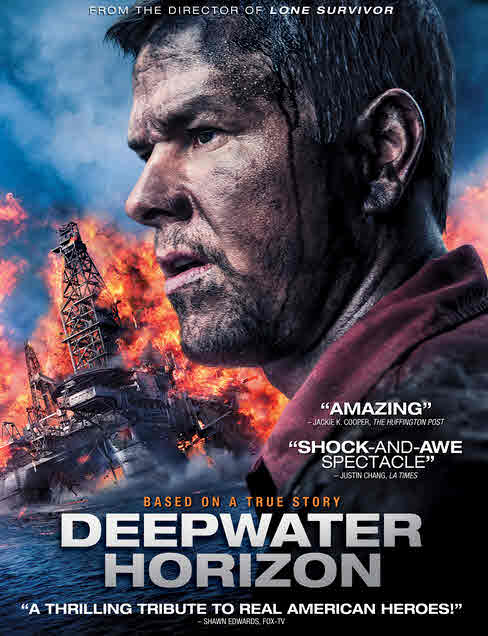 FROM THE DIRECTOR OF LONE SURVIVOR
“AMAZING”
– JACKIE K. COOPER, THE HUFFINGTON POST
“SHOCK-AND-AWE
SPECTACLE”
– JUSTIN CHANG, LA TIMES
BASED ON A TRUE STORY
DEEPWATER
HORIZON
“A THRILLING TRIBUTE TO REAL AMERICAN HEROES!”
– SHAWN EDWARDS, FOX-TV